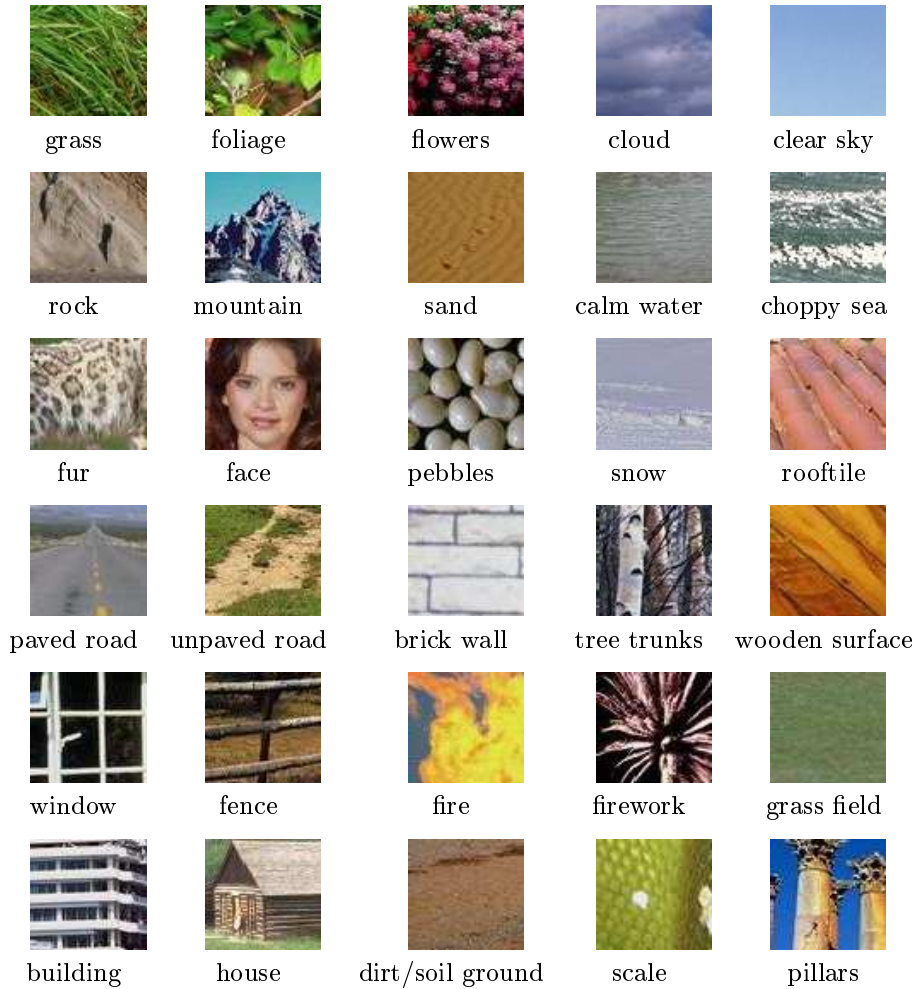 grass foliage flowers cloud clear sky
rock mountain sand calm water choppy sea
fur face pebbles snow rooftile
paved road unpaved road brick wall tree trunks wooden surface
window fence fire firework grass field
building house dirt/soil ground scale pillars